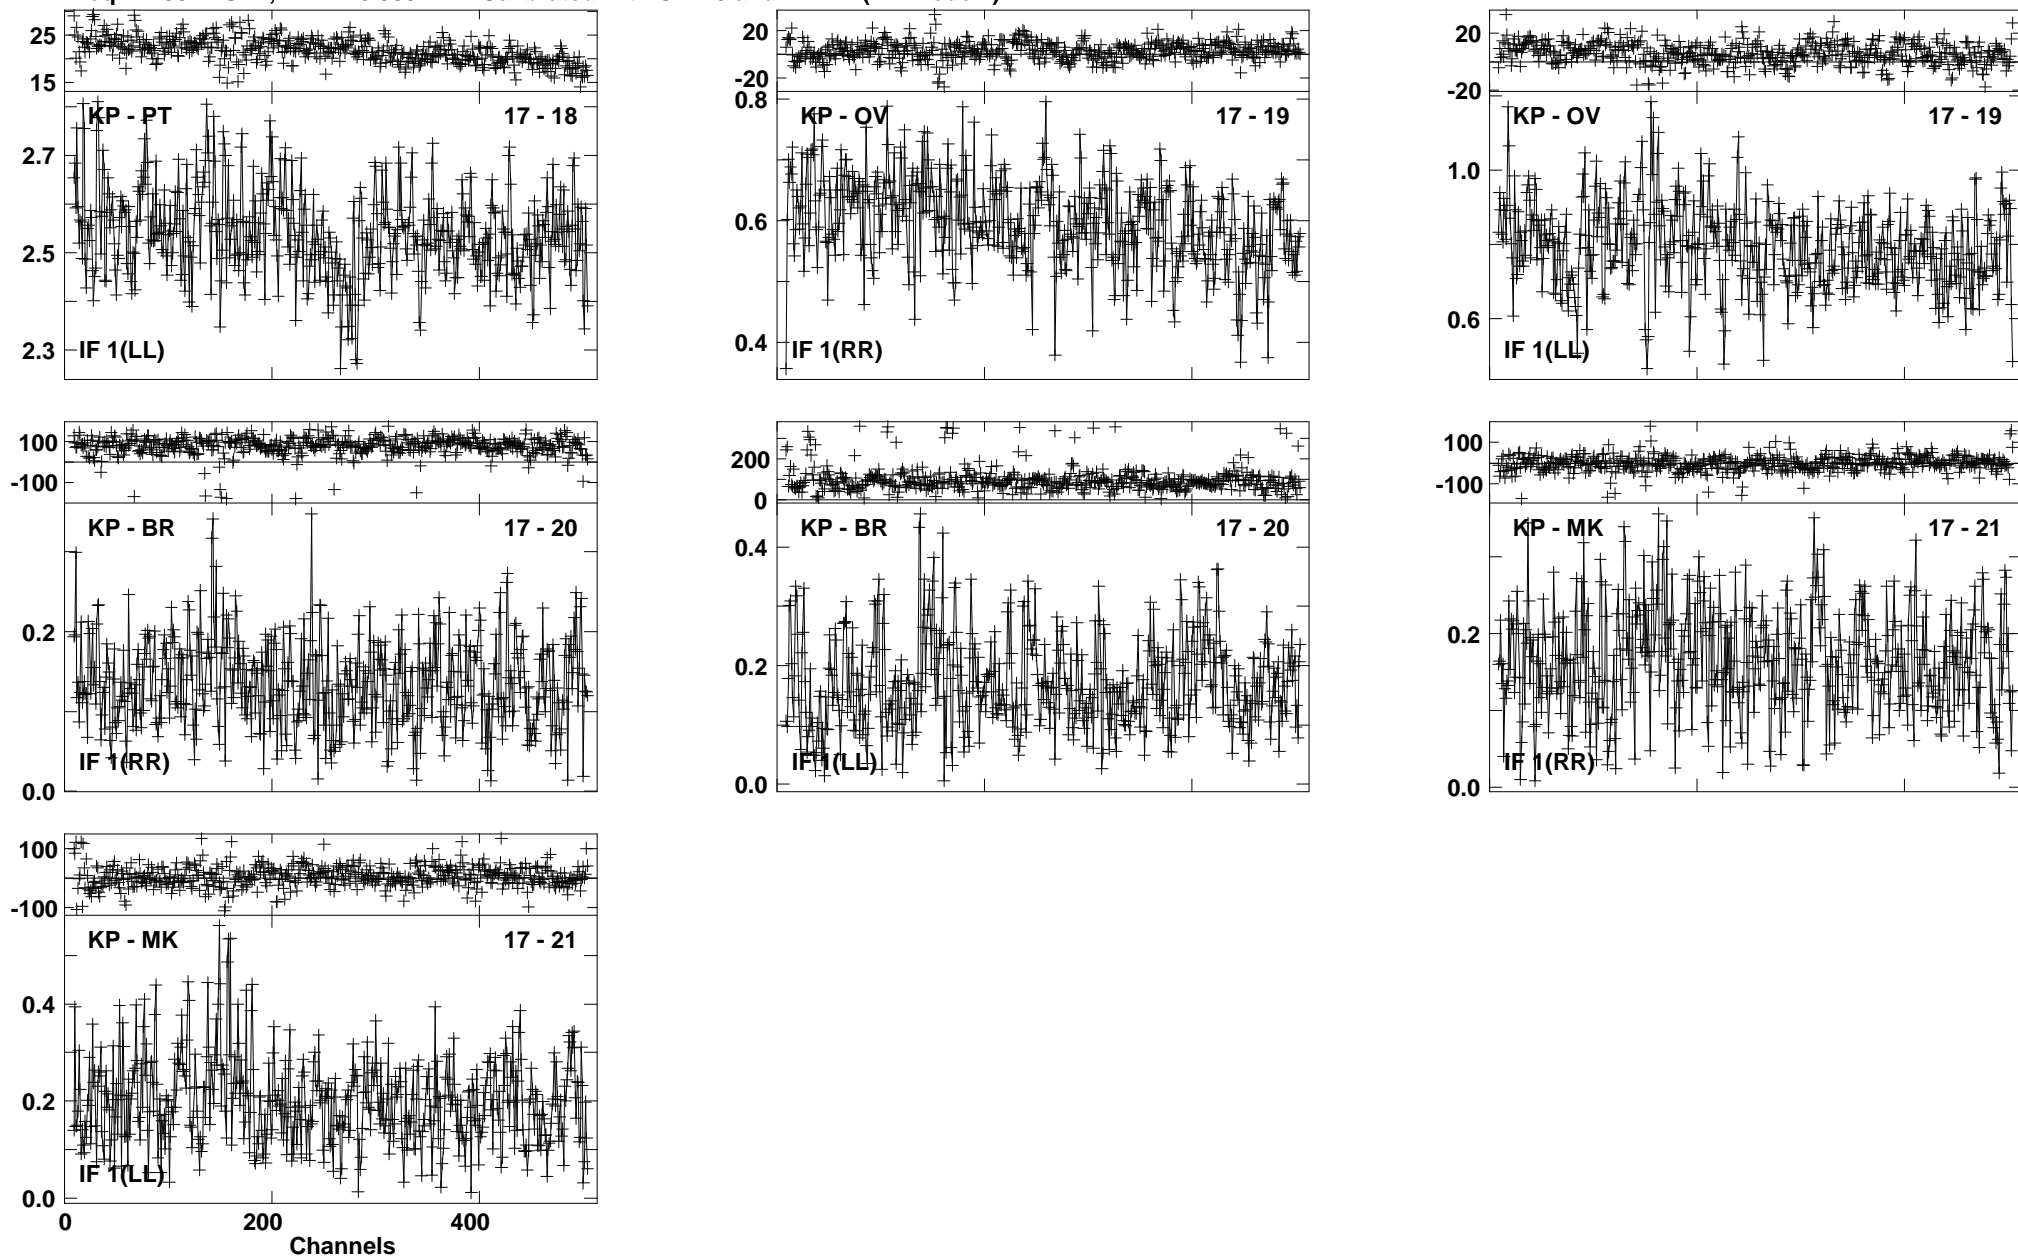 25
15
KP - PT 17 - 18
2.7
2.5
2.3
IF 1(LL)
20
-20
0.8
KP - OV 17 - 19
0.6
0.4
IF 1(RR)
20
-20
KP - OV 17 - 19
1.0
0.6
IF 1(LL)
100
-100
KP - BR 17 - 20
0.2
IF 1(RR)
0.0
200
0
KP - BR 17 - 20
0.4
0.2
IF 1(LL)
0.0
100
-100
KP - MK 17 - 21
0.2
IF 1(RR)
0.0
100
-100
KP - MK 17 - 21
0.4
0.2
IF 1(LL)
0.0
0 200 400
Channels